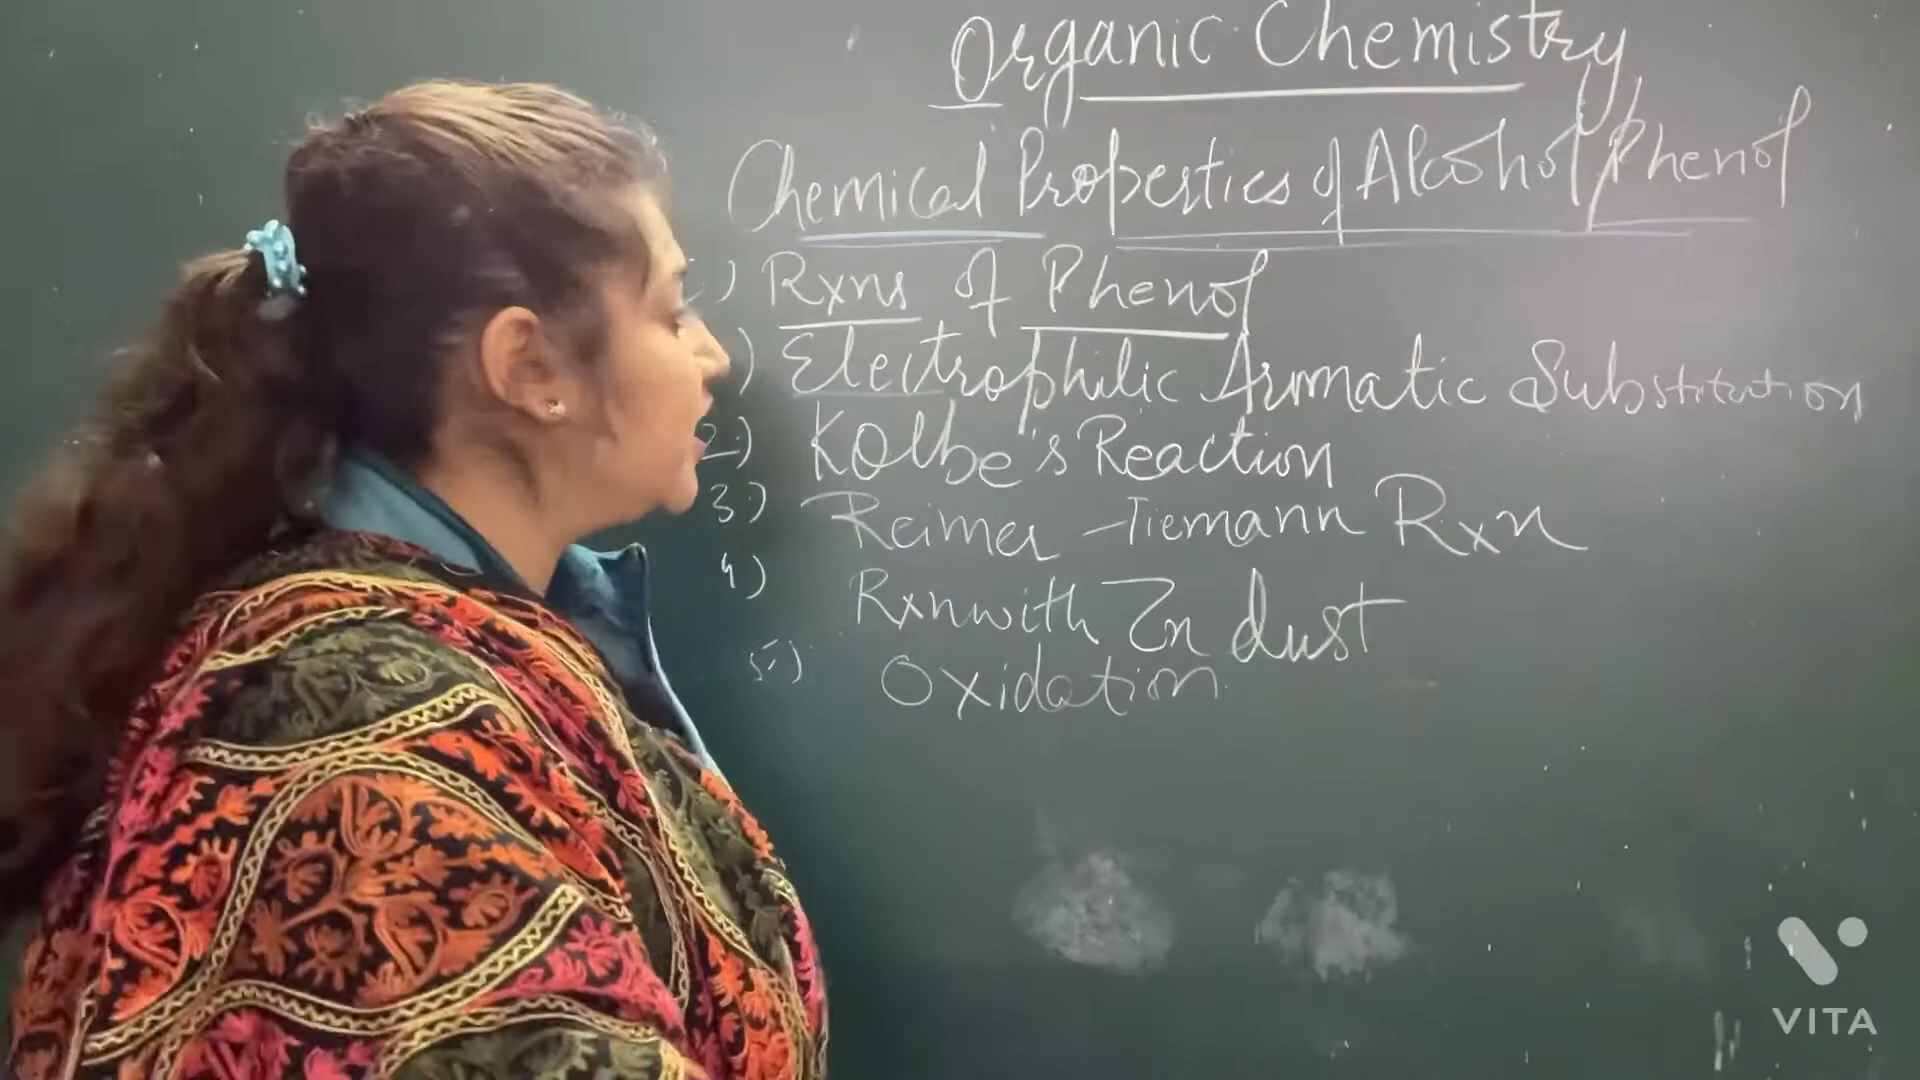 Organic Chemistry
Chemical Properties of Alcohol/Phenol
) Rxns of Phenol
) Electrophilic Aromatic Substitution
2.) Kolbe's Reaction
3.) Reimer-Tiemann Rxn
4) Rxn with Zn dust
5.) Oxidation
VITA